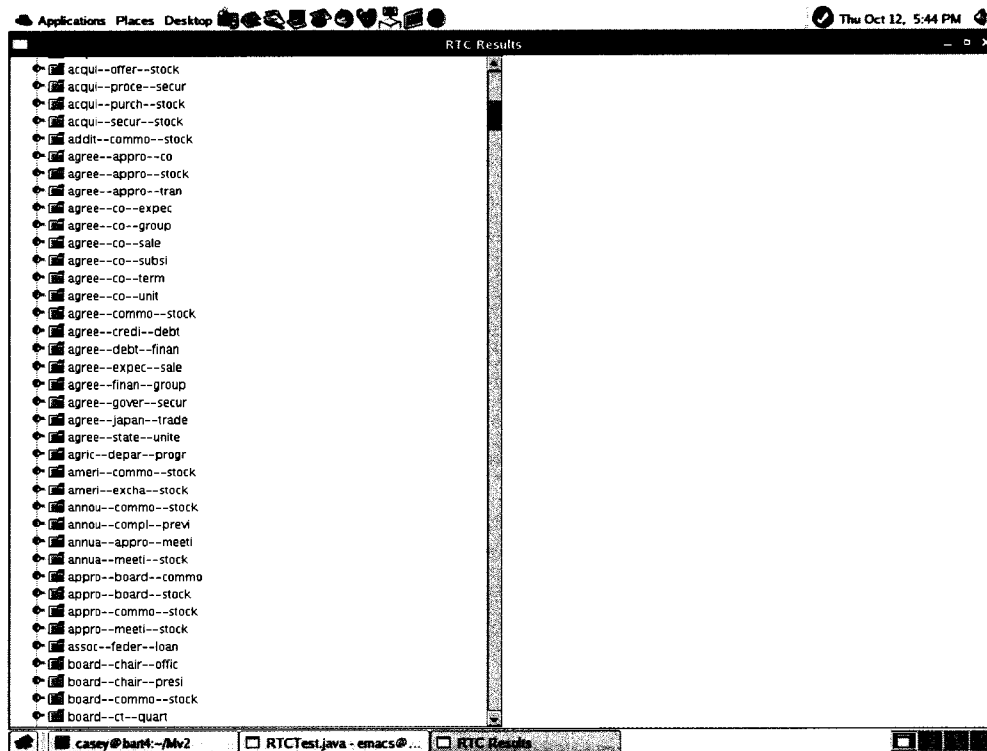 Applications Places Desktop Thu Oct 12, 5:44 PM
RTC Results
acqui--offer--stock
acqui--proce--secur
acqui--purch--stock
acqui--secur--stock
addit--commo--stock
agree--appro--co
agree--appro--stock
agree--appro--tran
agree--co--expec
agree--co--group
agree--co--sale
agree--co--subsi
agree--co--term
agree--co--unit
agree--commo--stock
agree--credi--debt
agree--debt--finan
agree--expec--sale
agree--finan--group
agree--gover--secur
agree--japan--trade
agree--state--unite
agric--depar--progr
ameri--commo--stock
ameri--excha--stock
annou--commo--stock
annou--compl--previ
annua--appro--meeti
annua--meeti--stock
appro--board--commo
appro--board--stock
appro--commo--stock
appro--meeti--stock
assoc--feder--loan
board--chair--offic
board--chair--presi
board--commo--stock
board--ct--quart
casey@bart4:~/Mv2 RTCTest.java - emacs@... RTC Results